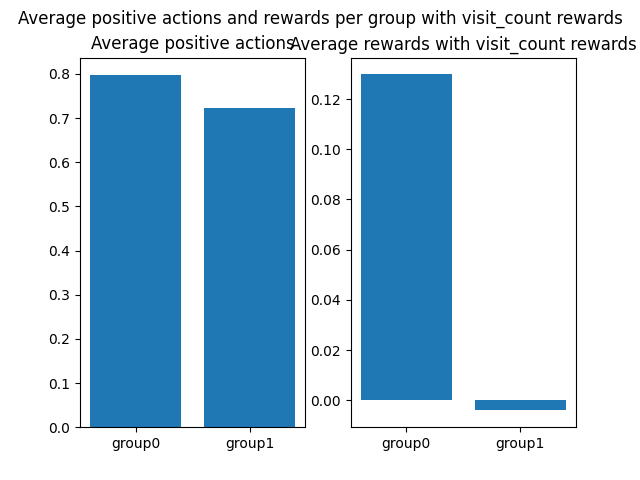 Average positive actions and rewards per group with visit_count rewards
Average positive actions
Average rewards with visit_count rewards
0.8
0.7
0.6
0.5
0.4
0.3
0.2
0.1
0.0
group0
group1
0.12
0.10
0.08
0.06
0.04
0.02
0.00
group0
group1